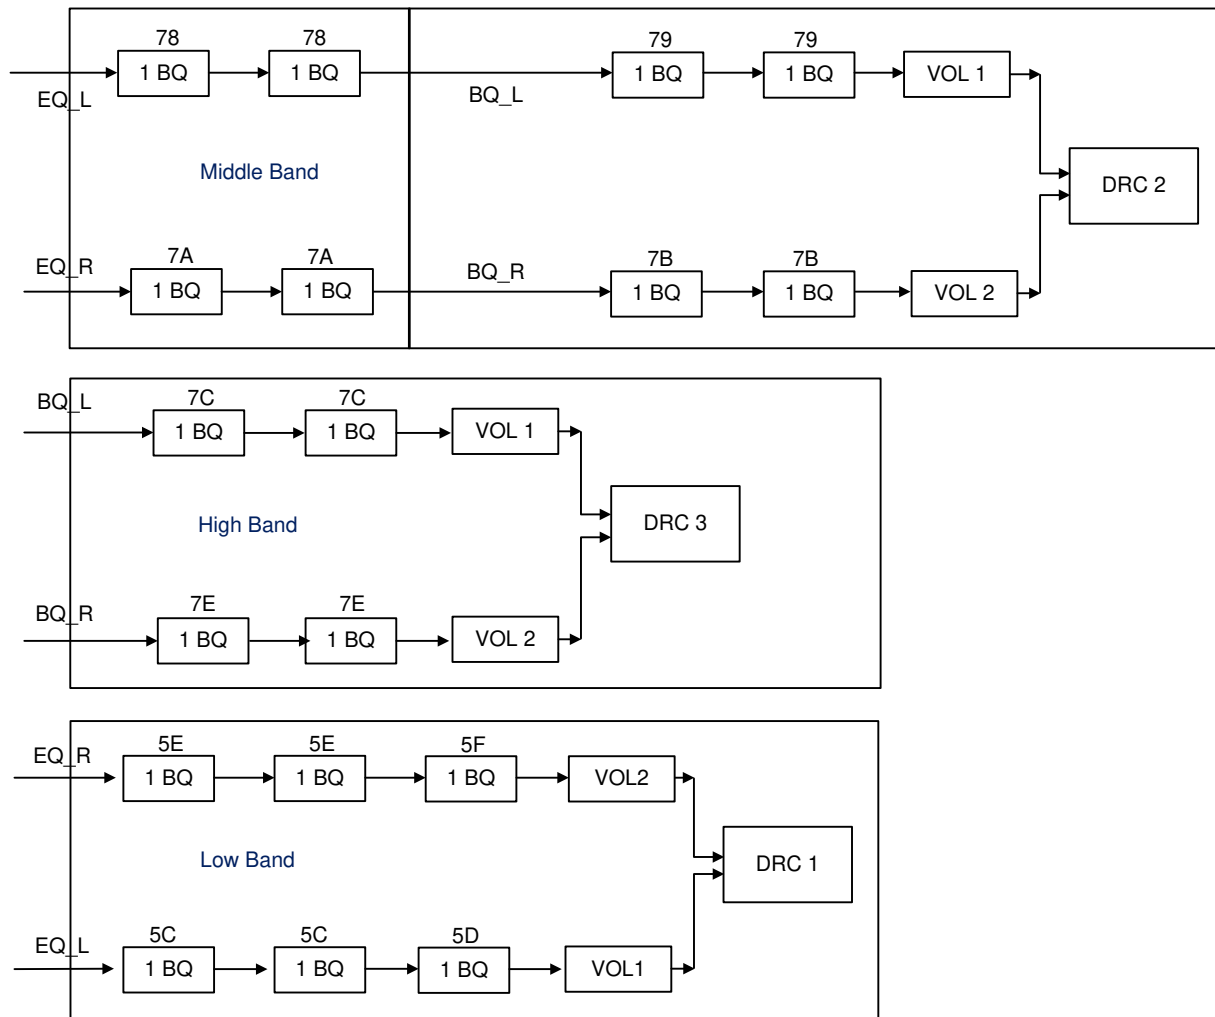 78 78 79 79
1 BQ 1 BQ 1 BQ 1 BQ VOL 1
EQ_L BQ_L
Middle Band DRC 2
EQ_R 7A 7A BQ_R 7B 7B
1 BQ 1 BQ 1 BQ 1 BQ VOL 2
BQ_L 7C 7C
1 BQ 1 BQ VOL 1
High Band DRC 3
BQ_R 7E 7E
1 BQ 1 BQ VOL 2
EQ_R 5E 5E 5F
1 BQ 1 BQ 1 BQ VOL2
Low Band DRC 1
EQ_L 5C 5C 5D
1 BQ 1 BQ 1 BQ VOL1